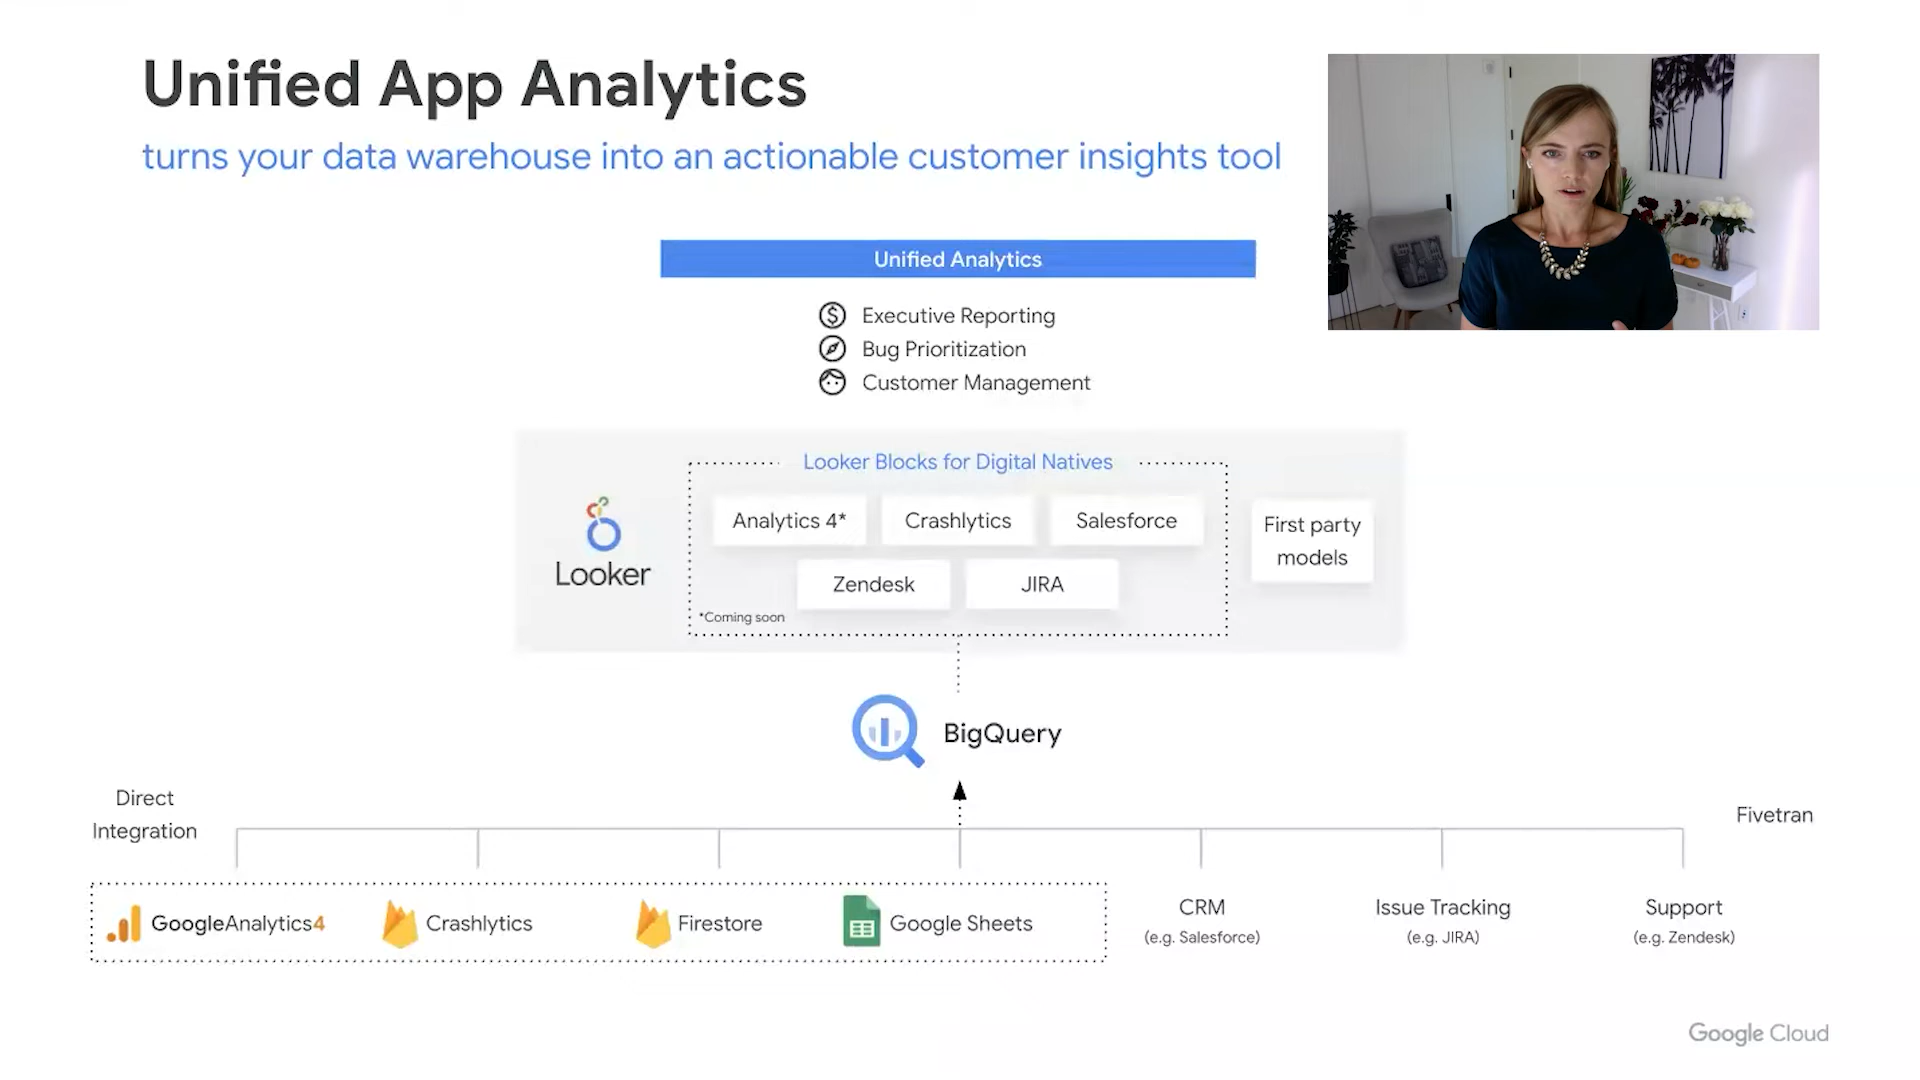 Unified App Analytics
turns your data warehouse into an actionable customer insights tool
Unified Analytics
Executive Reporting
Bug Prioritization
Customer Management
Looker Blocks for Digital Natives
Looker
Analytics 4*
Crashlytics
Salesforce
Zendesk
JIRA
*Coming soon
First party
models
BigQuery
Direct
Integration
Fivetran
GoogleAnalytics4
Crashlytics
Firestore
Google Sheets
CRM
(e.g. Salesforce)
Issue Tracking
(e.g. JIRA)
Support
(e.g. Zendesk)
Google Cloud